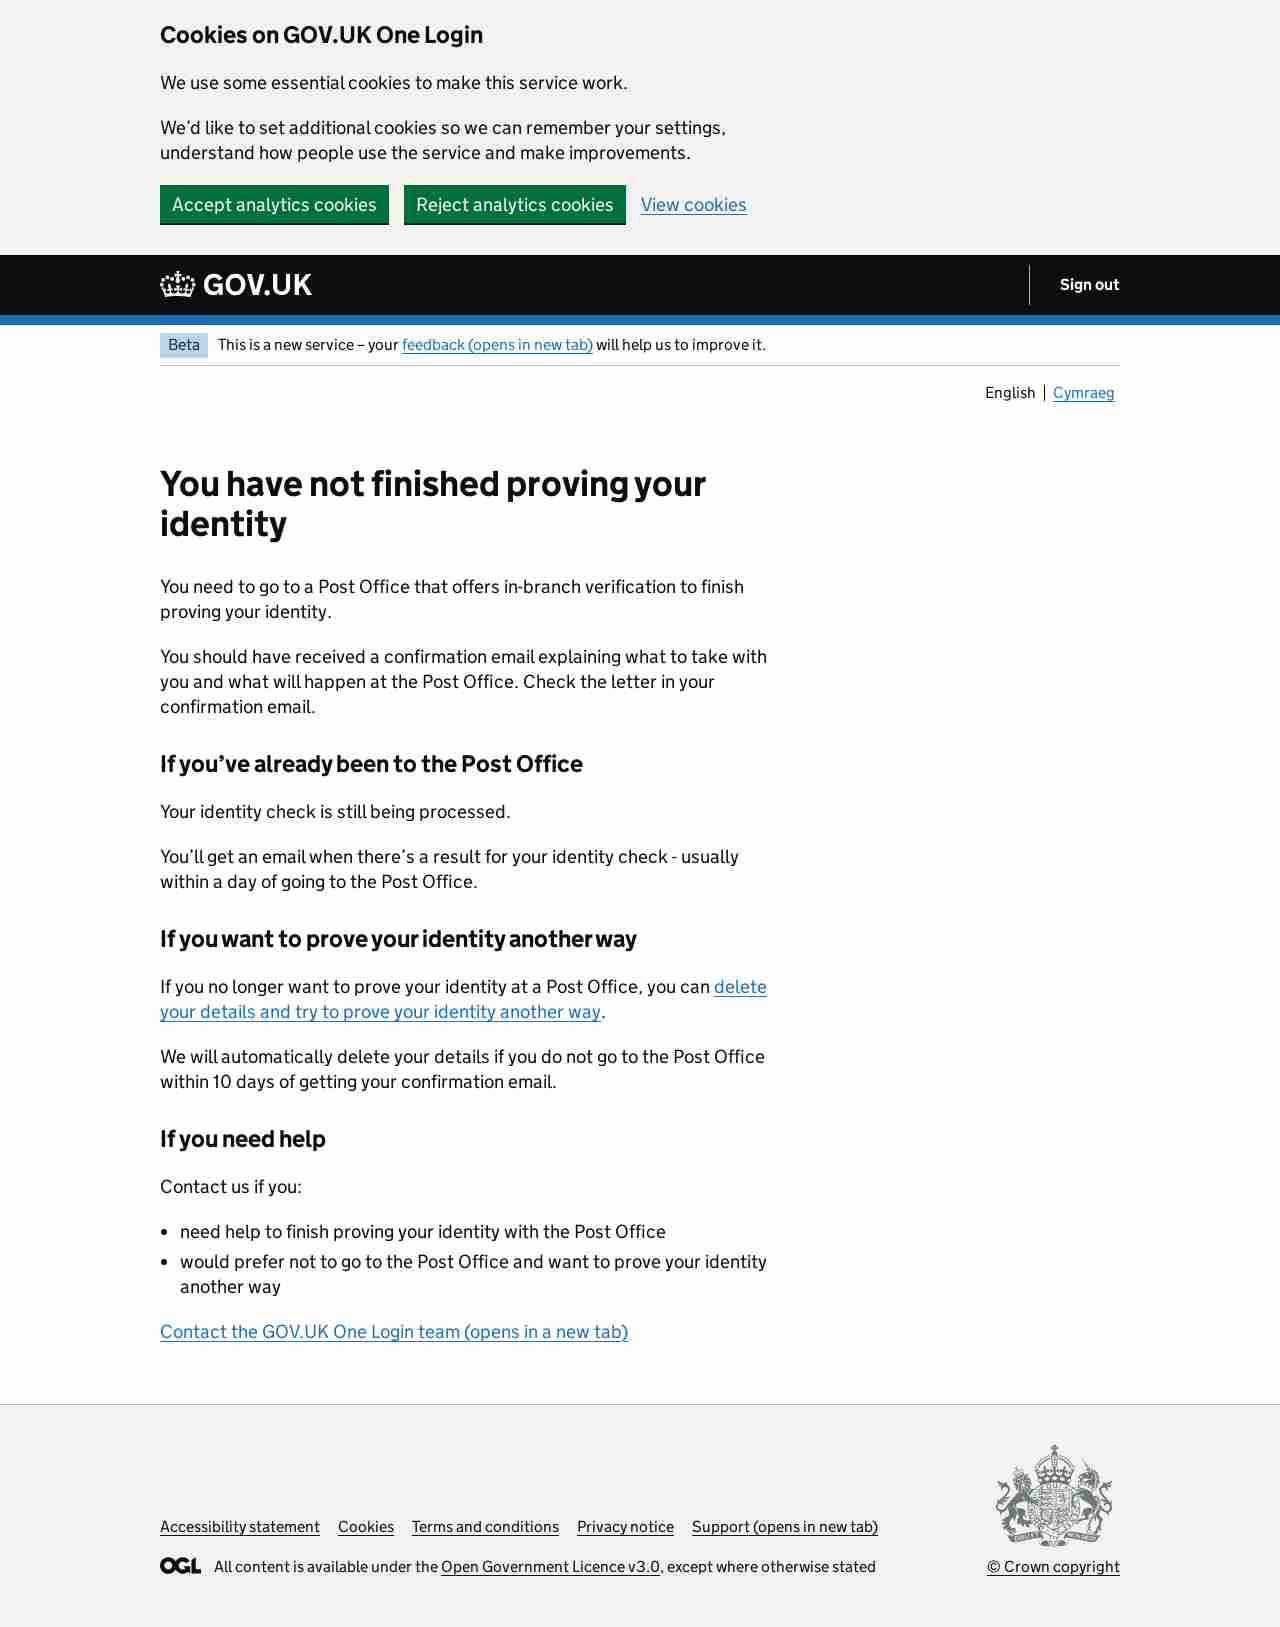 Cookies on GOV.UK One Login
We use some essential cookies to make this service work.
We’d like to set additional cookies so we can remember your settings,
understand how people use the service and make improvements.
Accept analytics cookies Reject analytics cookies View cookies
GOV.UK Sign out
Beta This is a new service – your feedback (opens in new tab) will help us to improve it.
English Cymraeg
You have not finished proving your
identity
You need to go to a Post Office that offers in-branch verification to finish
proving your identity.
You should have received a confirmation email explaining what to take with
you and what will happen at the Post Office. Check the letter in your
confirmation email.
If you’ve already been to the Post Office
Your identity check is still being processed.
You’ll get an email when there’s a result for your identity check - usually
within a day of going to the Post Office.
If you want to prove your identity another way
If you no longer want to prove your identity at a Post Office, you can delete
your details and try to prove your identity another way.
We will automatically delete your details if you do not go to the Post Office
within 10 days of getting your confirmation email.
If you need help
Contact us if you:
• need help to finish proving your identity with the Post Office
• would prefer not to go to the Post Office and want to prove your identity
another way
Contact the GOV.UK One Login team (opens in a new tab)
Accessibility statement Cookies Terms and conditions Privacy notice Support (opens in new tab)
OGL All content is available under the Open Government Licence v3.0, except where otherwise stated
© Crown copyright